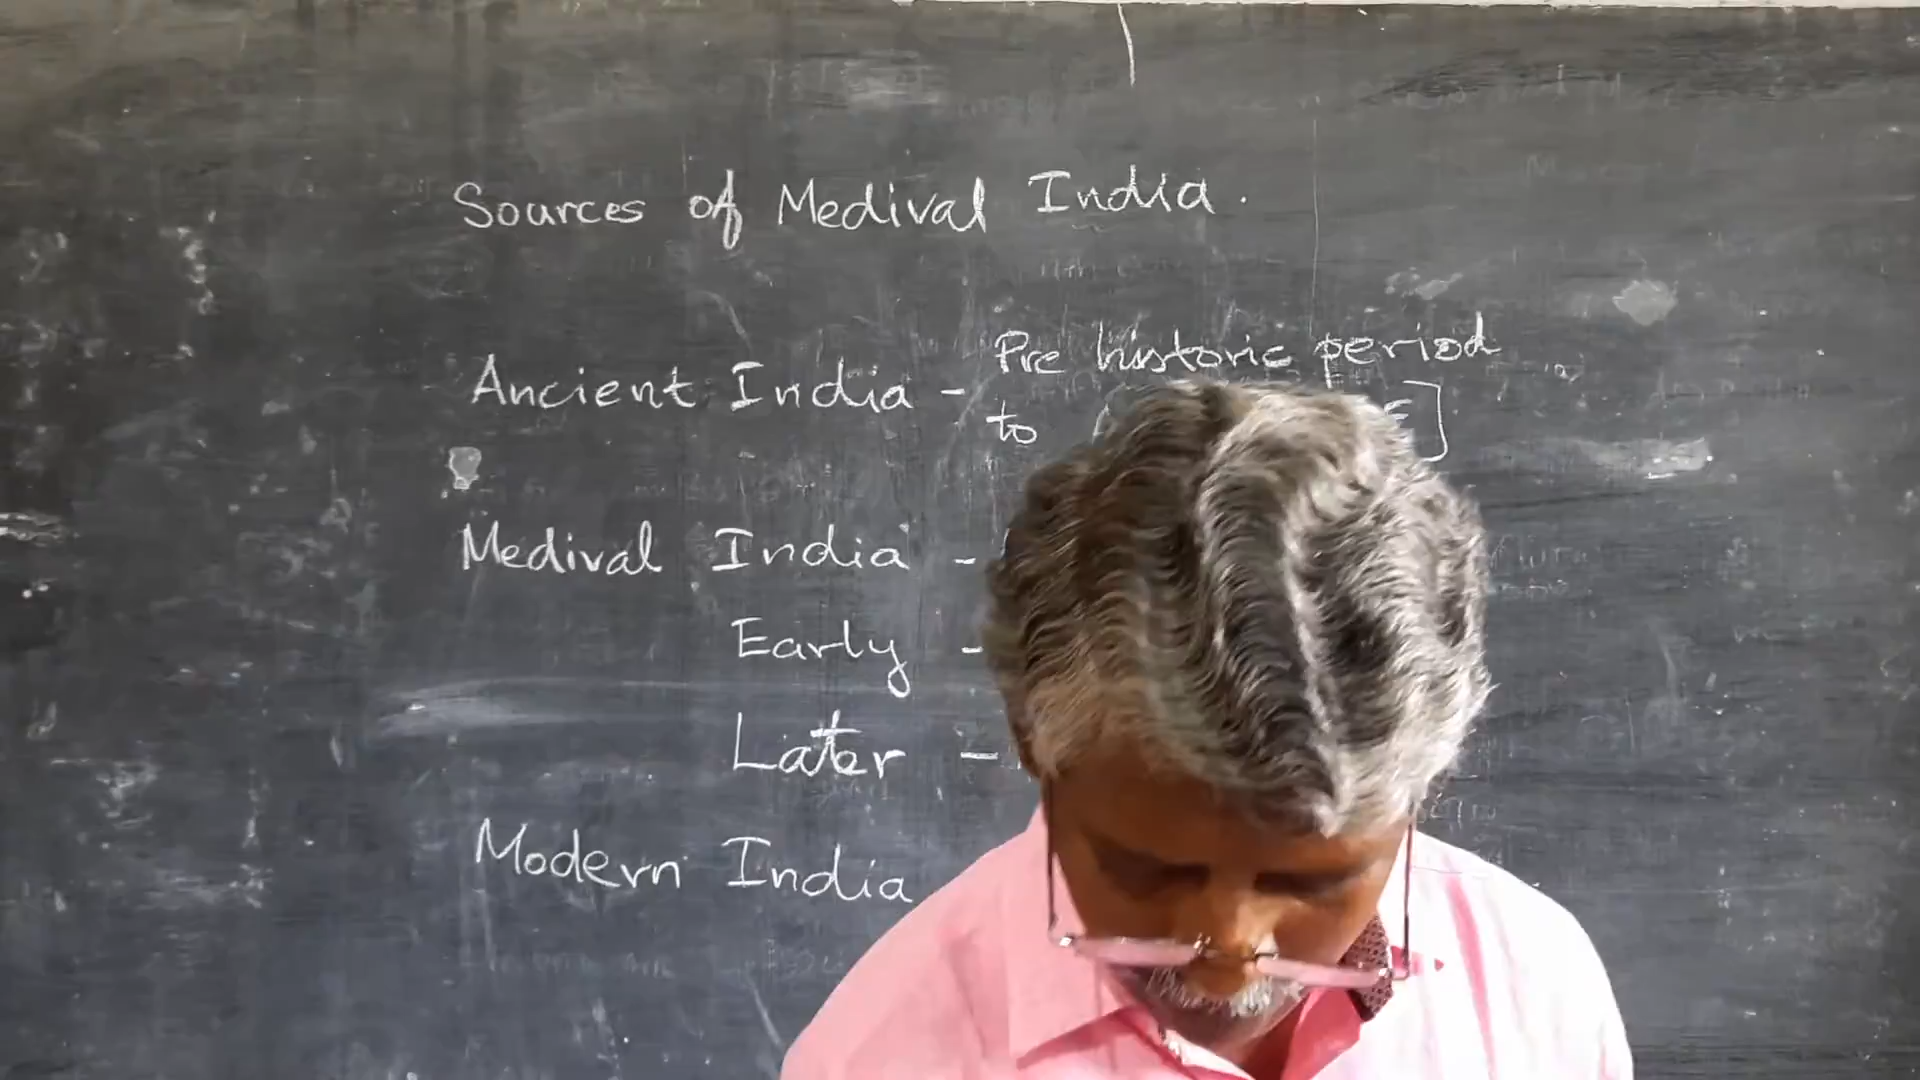 Sources of Medival India.
Ancient India - Pre historic period
to
Medival India -
Early -
Later -
Modern India